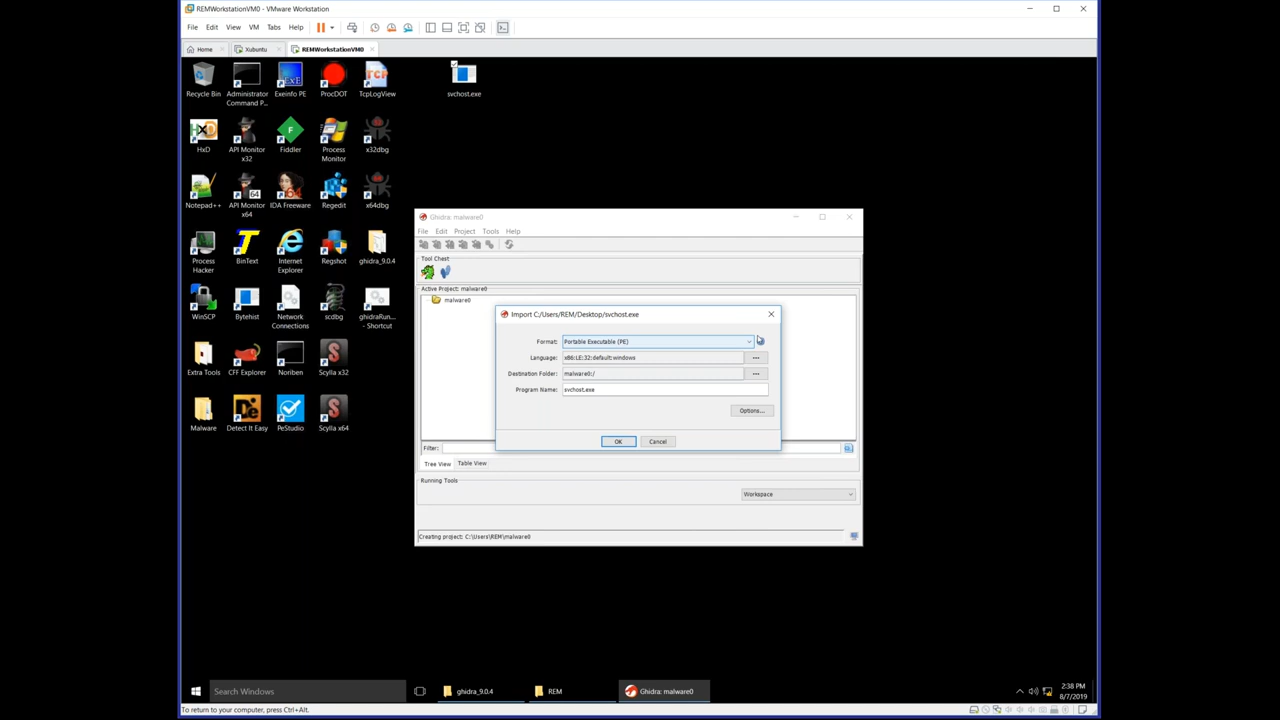 REMWorkstationVM0 - VMware Workstation
File Edit View VM Tabs Help
Home Xubuntu REMWorkstationVM0
Recycle Bin
Administrator
Command P...
Exeinfo PE
ProcDOT
TcpLogView
svchost.exe
HxD
API Monitor
x32
Fiddler
Process
Monitor
x32dbg
Notepad++
API Monitor
x64
IDA Freeware
Regedit
x64dbg
Process
Hacker
BinText
Internet
Explorer
Regshot
ghidra_9.0.4
WinSCP
Bytehist
Network
Connections
scdbg
ghidraRun...
- Shortcut
Extra Tools
CFF Explorer
Noriben
Scylla x32
Malware
Detect It Easy
PeStudio
Scylla x64
Ghidra: malware0
File Edit Project Tools Help
Tool Chest
Active Project: malware0
malware0
Import C:/Users/REM/Desktop/svchost.exe
Format: Portable Executable (PE)
Language: x86:LE:32:default:windows
Destination Folder: malware0:/
Program Name: svchost.exe
Options...
OK Cancel
Filter:
Tree View Table View
Running Tools
Workspace
Creating project: C:\Users\REM\malware0
Search Windows
ghidra_9.0.4
REM
Ghidra: malware0
2:38 PM
8/7/2019
To return to your computer, press Ctrl+Alt.